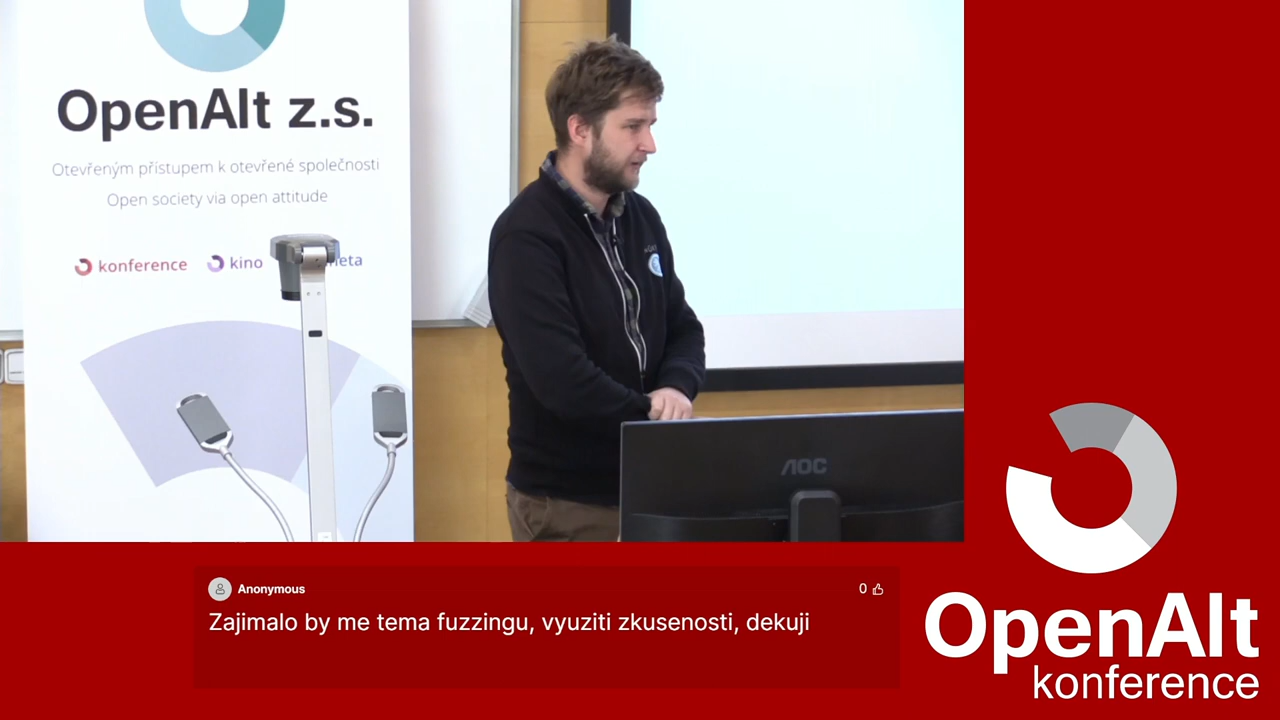 OpenAlt z.s.
Otevřeným přístupem k otevřené společnosti
Open society via open attitude
konference kino
AOC
Anonymous
0
Zajimalo by me tema fuzzingu, vyuziti zkusenosti, dekuji
OpenAlt
konference